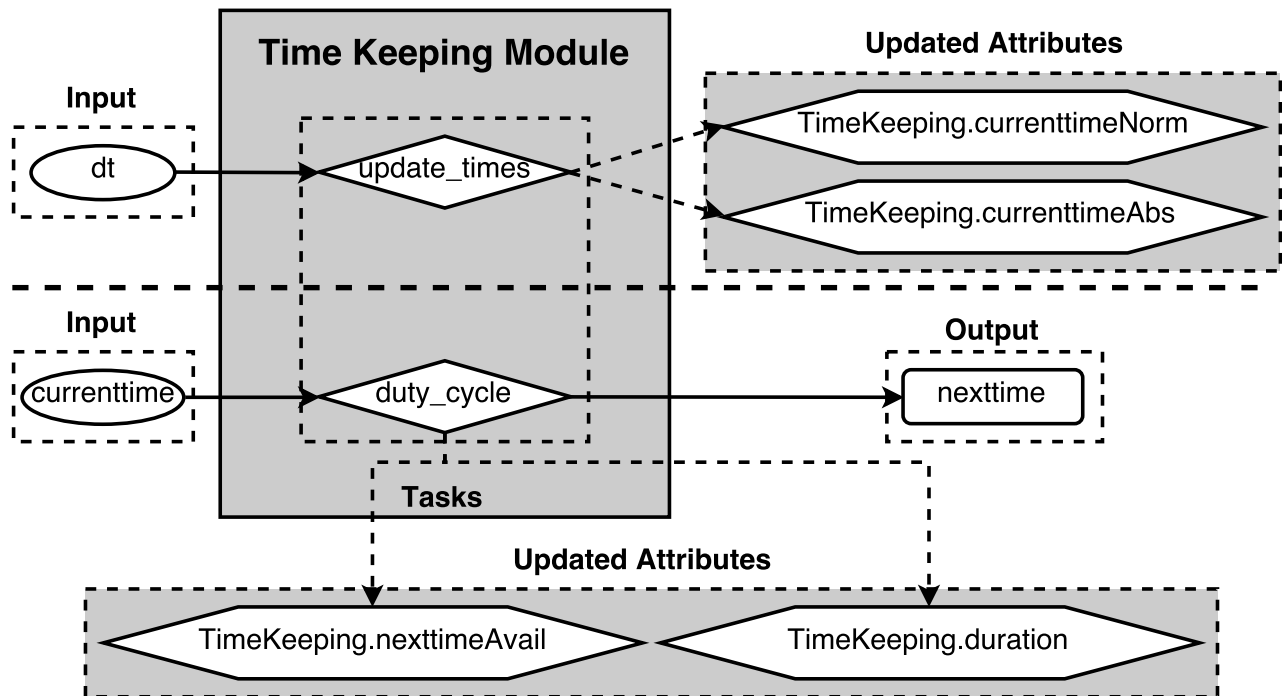 Time Keeping Module
Updated Attributes
Input
dt
update_times
TimeKeeping.currenttimeNorm
TimeKeeping.currenttimeAbs
Input
Output
currenttime
duty_cycle
nexttime
Tasks
Updated Attributes
TimeKeeping.nexttimeAvail
TimeKeeping.duration